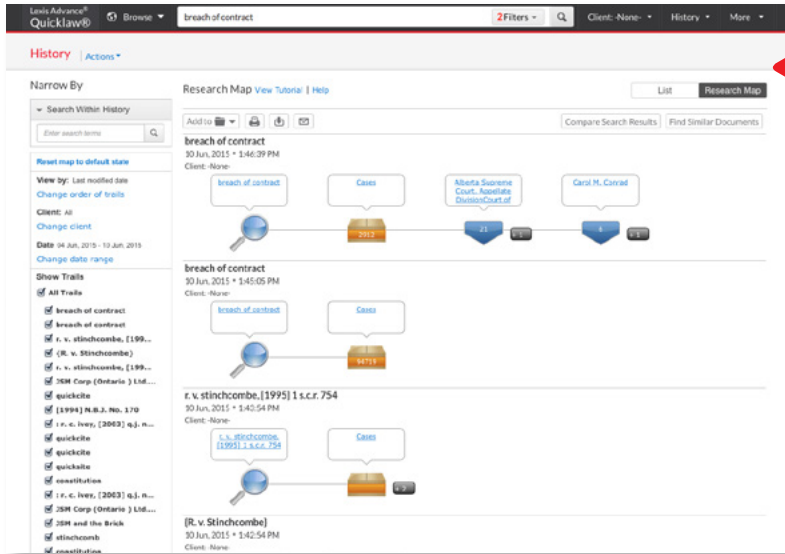 Lexis Advance®
Quicklaw®
Browse
breach of contract
2 Filters
Client: -None-
History
More
History | Actions
Narrow By
Search Within History
Enter search terms
Reset map to default state
View by: Last modified date
Change order of trails
Client: All
Change client
Date 04 Jun, 2015 - 10 Jun, 2015
Change date range
Show Trails
All Trails
breach of contract
breach of contract
r. v. stinchcombe, [199...
(R. v. Stinchcombe)
r. v. stinchcombe, [199...
JSM Corp (Ontario ) Ltd....
quickcite
[1994] N.B.J. No. 170
: r. c. ivey, [2003] q.j. n...
quickcite
quickcite
quicksite
constitution
: r. c. ivey, [2003] q.j. n...
JSM Corp (Ontario ) Ltd....
JSM and the Brick
stinchcomb
constitution
Research Map View Tutorial | Help
List
Research Map
Add to
Compare Search Results
Find Similar Documents
breach of contract
10 Jun, 2015 • 1:46:39 PM
Client: -None-
breach of contract
Cases
Alberta Supreme
Court, Appellate
DivisionCourt of
Carol M. Conrad
2912
21
+ 1
6
+ 1
breach of contract
10 Jun, 2015 • 1:45:05 PM
Client: -None-
breach of contract
Cases
94715
r. v. stinchcombe, [1995] 1 s.c.r. 754
10 Jun, 2015 • 1:43:54 PM
Client: -None-
r. v. stinchcombe,
[1995] 1 s.c.r. 754
Cases
(R. v. Stinchcombe)
10 Jun, 2015 • 1:42:54 PM
Client: -None-